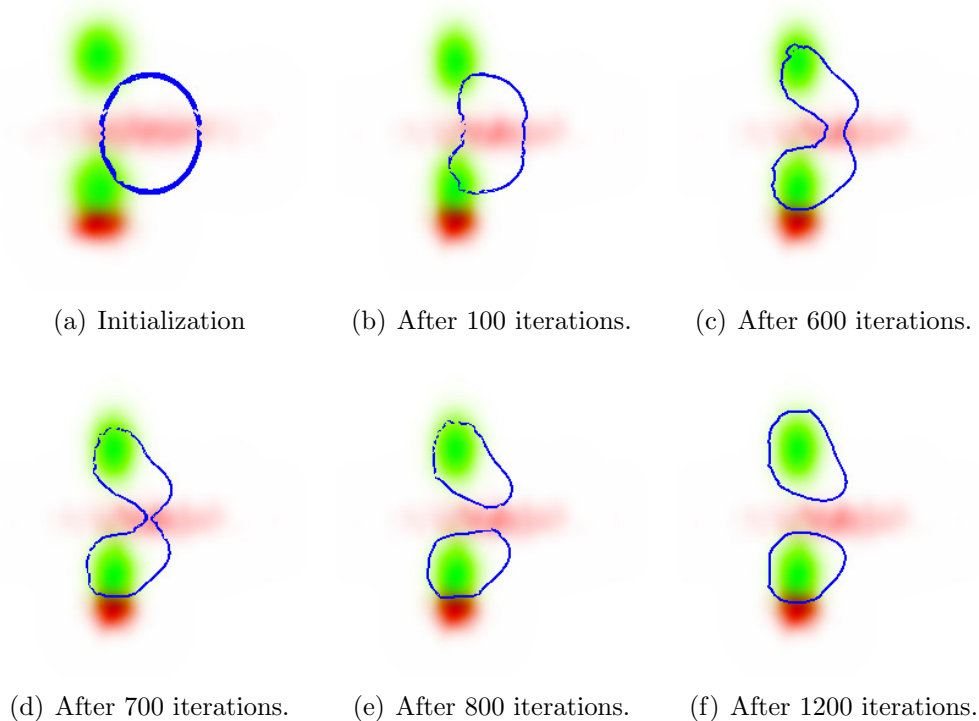 (a) Initialization
(b) After 100 iterations.
(c) After 600 iterations.
(d) After 700 iterations.
(e) After 800 iterations.
(f) After 1200 iterations